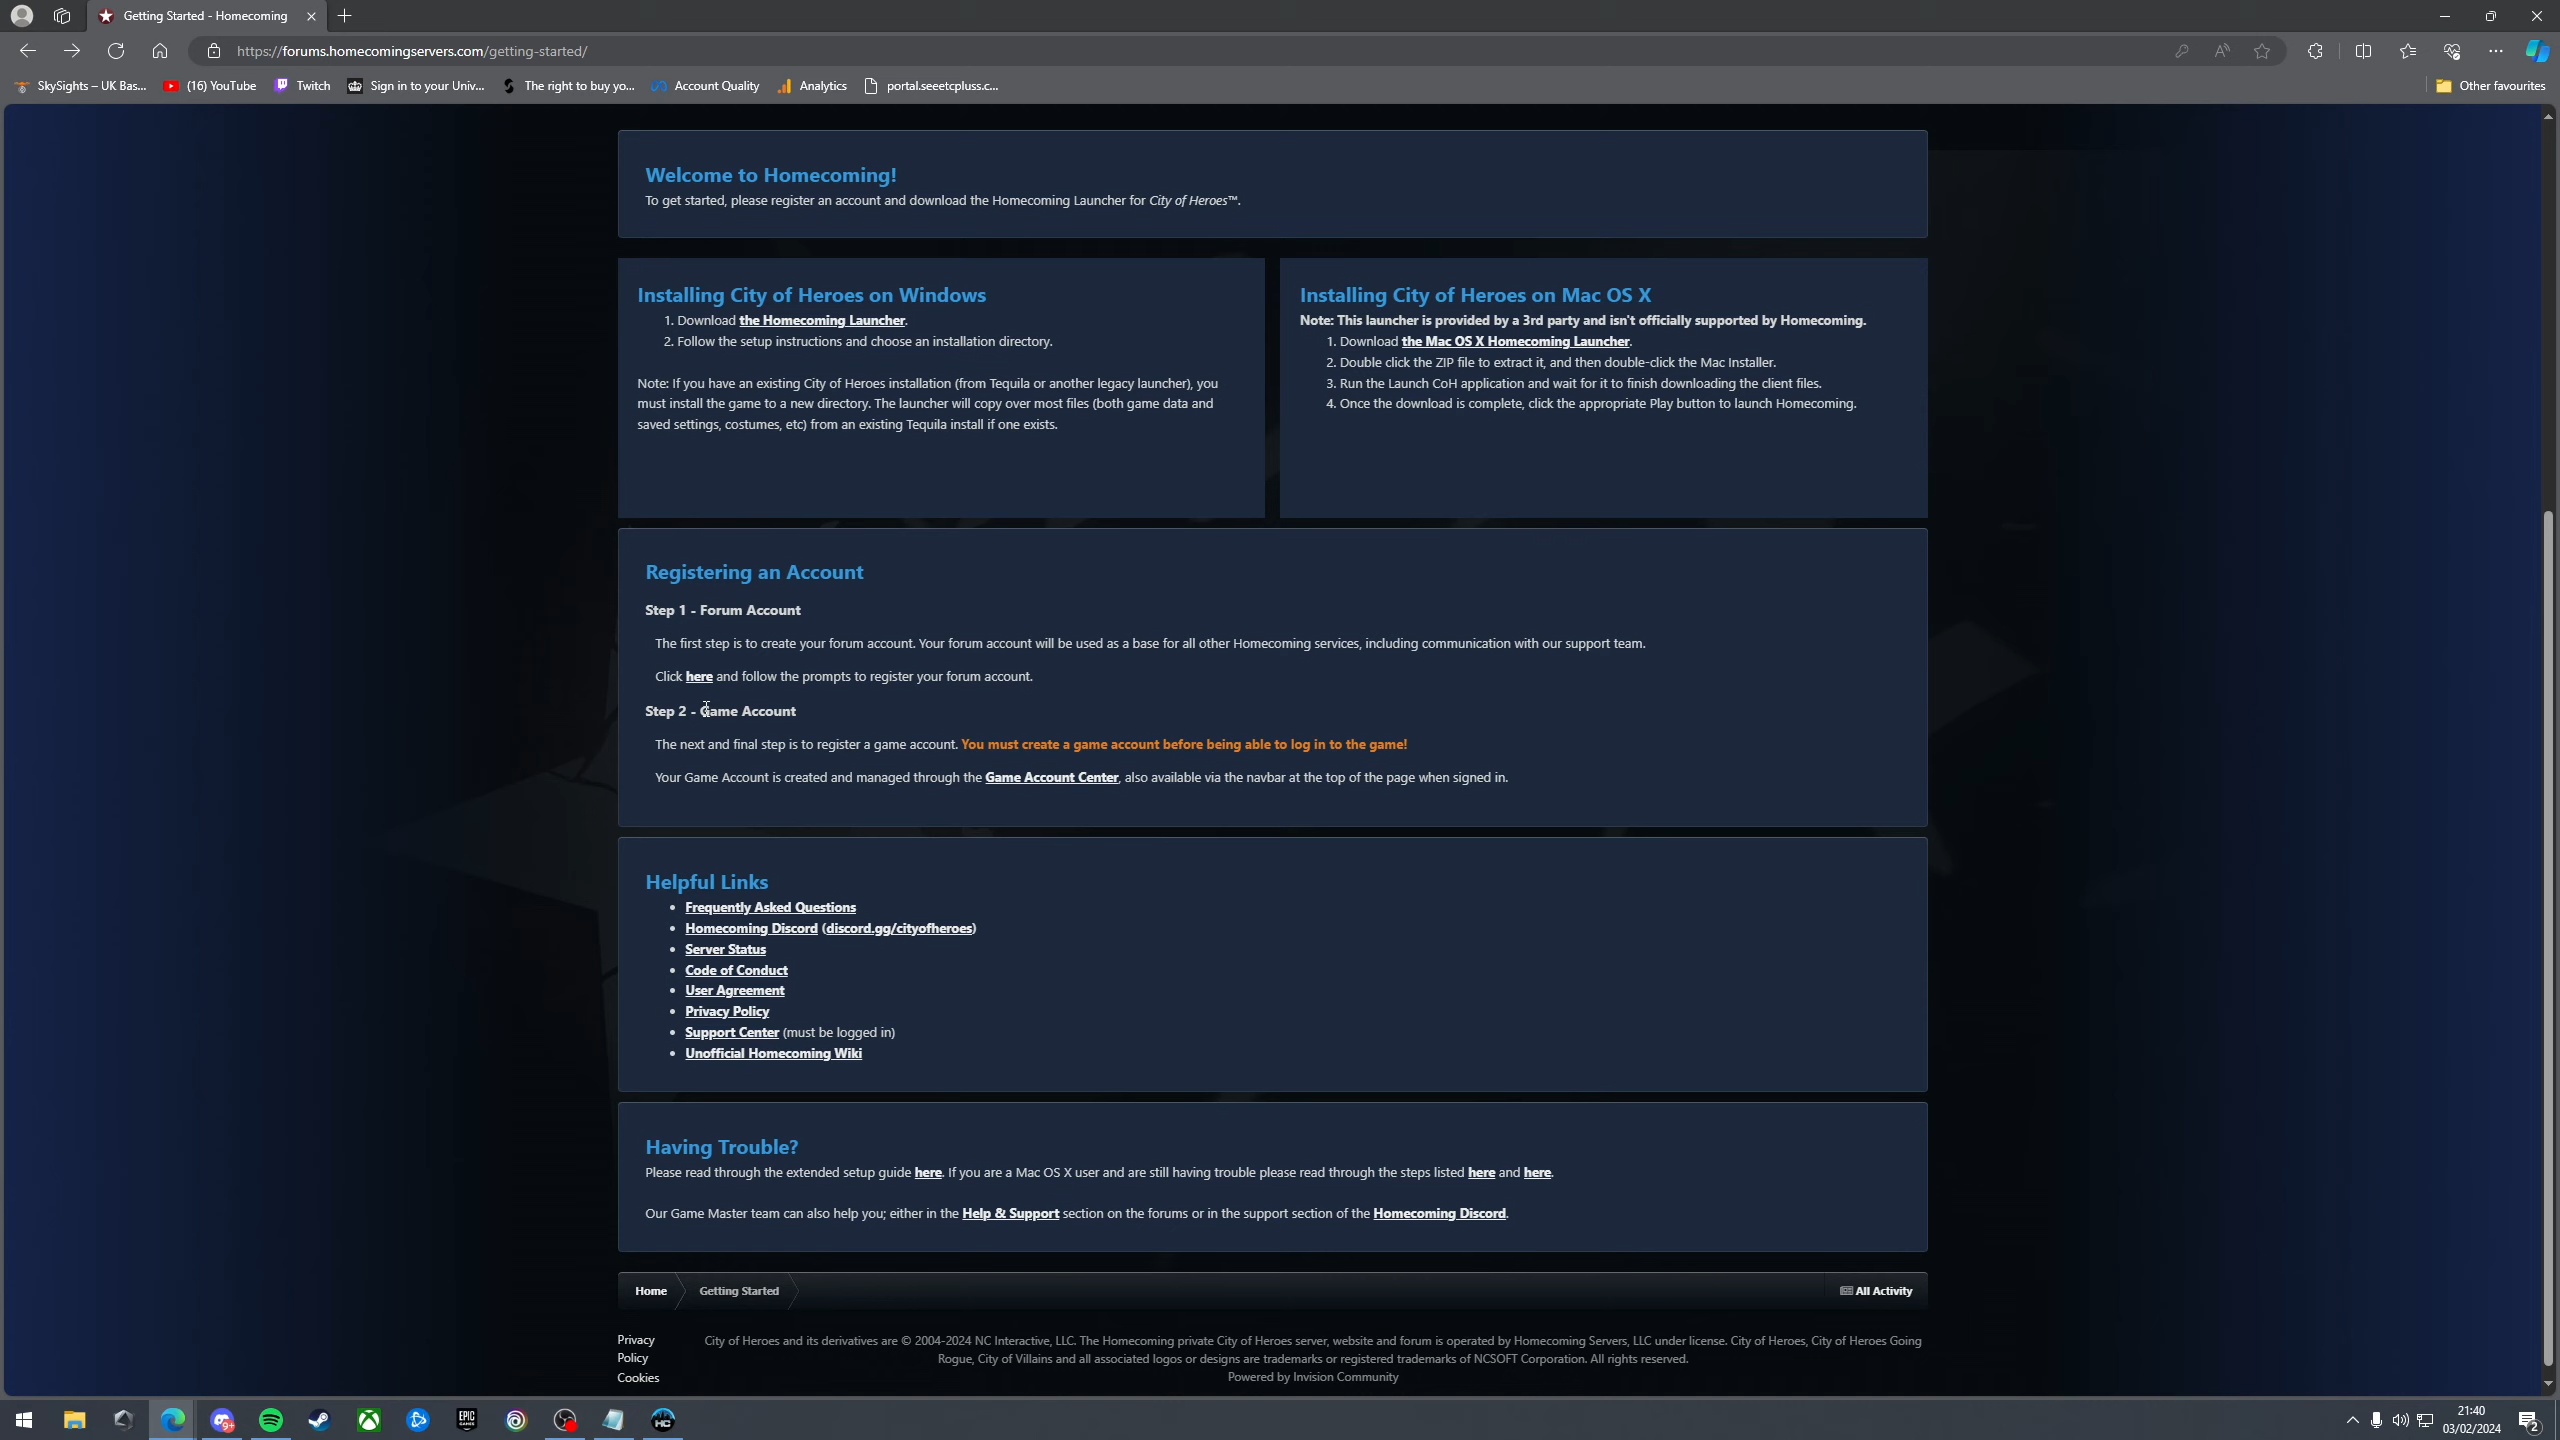 Getting Started - Homecoming
https://forums.homecomingservers.com/getting-started/
SkySights – UK Bas...
(16) YouTube
Twitch
Sign in to your Univ...
The right to buy yo...
Account Quality
Analytics
portal.seeetcpluss.c...
Other favourites
Welcome to Homecoming!
To get started, please register an account and download the Homecoming Launcher for City of Heroes™.
Installing City of Heroes on Windows
1. Download the Homecoming Launcher.
2. Follow the setup instructions and choose an installation directory.
Note: If you have an existing City of Heroes installation (from Tequila or another legacy launcher), you
must install the game to a new directory. The launcher will copy over most files (both game data and
saved settings, costumes, etc) from an existing Tequila install if one exists.
Installing City of Heroes on Mac OS X
Note: This launcher is provided by a 3rd party and isn't officially supported by Homecoming.
1. Download the Mac OS X Homecoming Launcher.
2. Double click the ZIP file to extract it, and then double-click the Mac Installer.
3. Run the Launch CoH application and wait for it to finish downloading the client files.
4. Once the download is complete, click the appropriate Play button to launch Homecoming.
Registering an Account
Step 1 - Forum Account
The first step is to create your forum account. Your forum account will be used as a base for all other Homecoming services, including communication with our support team.
Click here and follow the prompts to register your forum account.
Step 2 - Game Account
The next and final step is to register a game account. You must create a game account before being able to log in to the game!
Your Game Account is created and managed through the Game Account Center, also available via the navbar at the top of the page when signed in.
Helpful Links
• Frequently Asked Questions
• Homecoming Discord (discord.gg/cityofheroes)
• Server Status
• Code of Conduct
• User Agreement
• Privacy Policy
• Support Center (must be logged in)
• Unofficial Homecoming Wiki
Having Trouble?
Please read through the extended setup guide here. If you are a Mac OS X user and are still having trouble please read through the steps listed here and here.
Our Game Master team can also help you; either in the Help & Support section on the forums or in the support section of the Homecoming Discord.
Home
Getting Started
All Activity
Privacy
Policy
Cookies
City of Heroes and its derivatives are © 2004-2024 NC Interactive, LLC. The Homecoming private City of Heroes server, website and forum is operated by Homecoming Servers, LLC under license. City of Heroes, City of Heroes Going
Rogue, City of Villains and all associated logos or designs are trademarks or registered trademarks of NCSOFT Corporation. All rights reserved.
Powered by Invision Community
9+
EPIC
GAMES
HC
21:40
03/02/2024
2